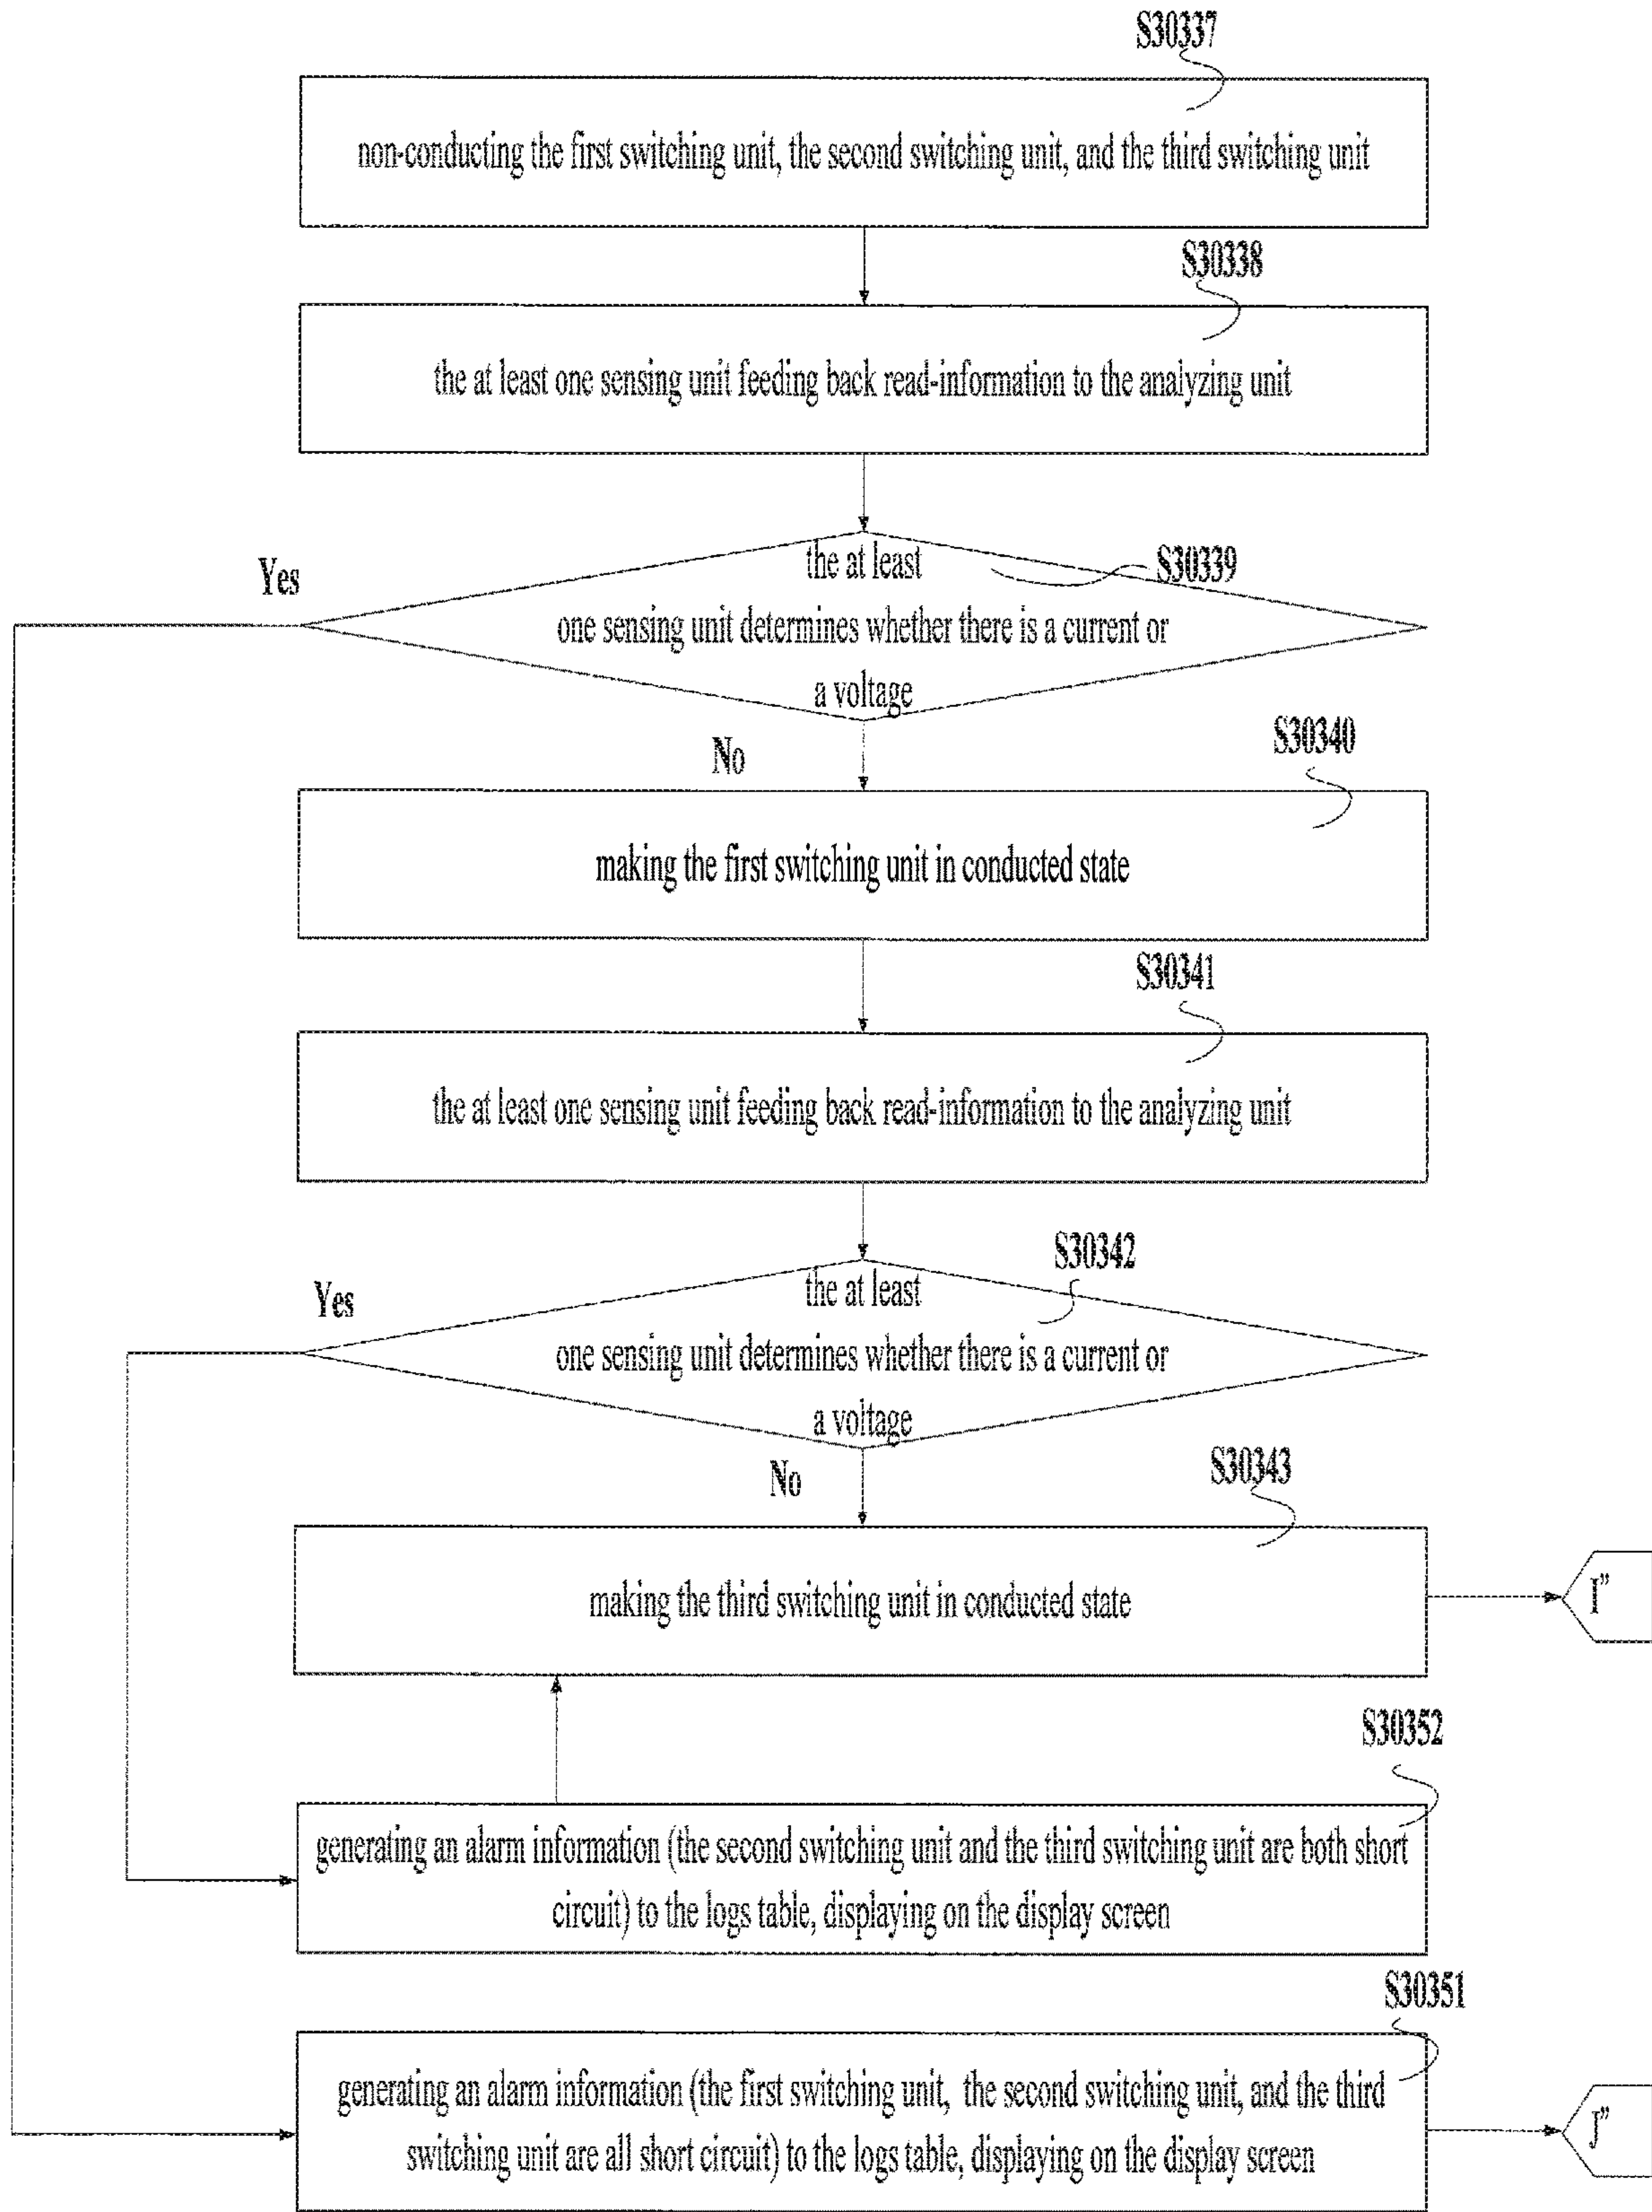 S30337
non-conducting the first switching unit, the second switching unit, and the third switching unit
S30338
the at least one sensing unit feeding back read-information to the analyzing unit
Yes
the at least
S30339
one sensing unit determines whether there is a current or
a voltage
No
S30340
making the first switching unit in conducted state
S30341
the at least one sensing unit feeding back read-information to the analyzing unit
S30342
Yes
the at least
one sensing unit determines whether there is a current or
a voltage
No
S30343
making the third switching unit in conducted state
I”
S30352
generating an alarm information (the second switching unit and the third switching unit are both short
circuit) to the logs table, displaying on the display screen
S30351
generating an alarm information (the first switching unit, the second switching unit, and the third
switching unit are all short circuit) to the logs table, displaying on the display screen
J”